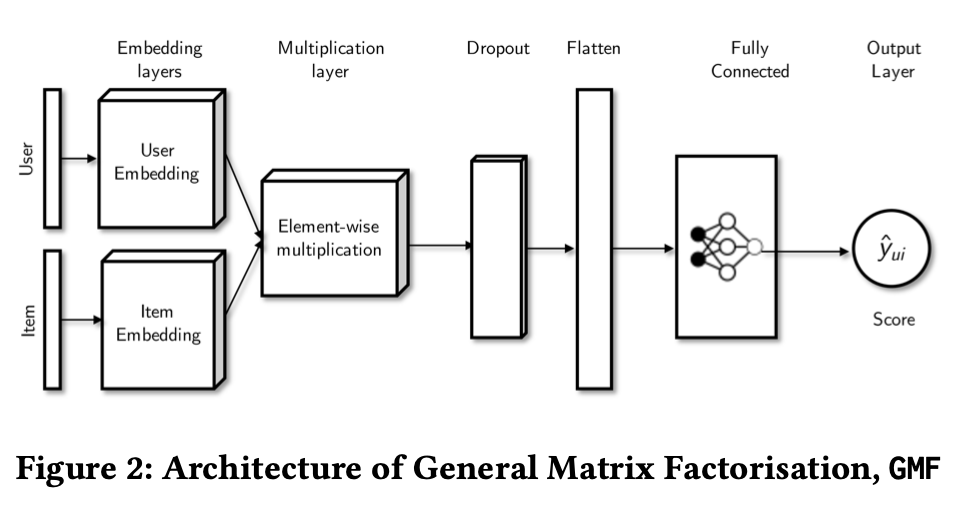 Embedding
layers
Multiplication
layer
Dropout
Flatten
Fully
Connected
Output
Layer
User
User
Embedding
Element-wise
multiplication
ŷui
Item
Item
Embedding
Score
Figure 2: Architecture of General Matrix Factorisation, GMF